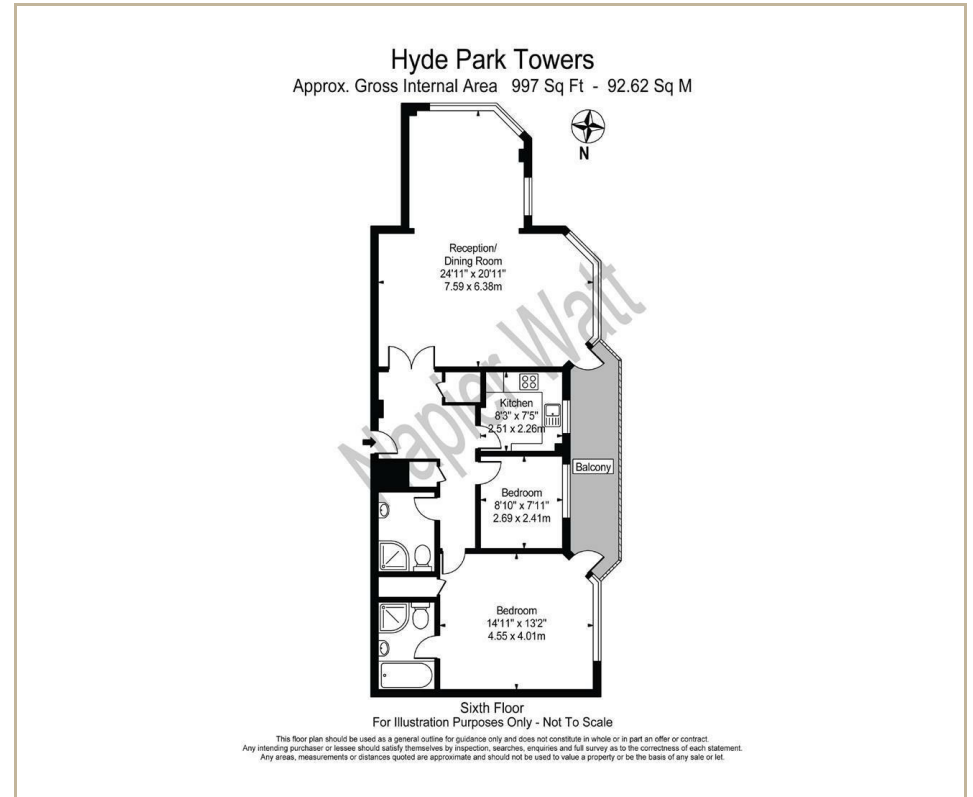 Hyde Park Towers
Approx. Gross Internal Area 997 Sq Ft - 92.62 Sq M
N
Reception/
Dining Room
24'11" x 20'11"
7.59 x 6.38m
Kitchen
8'3" x 7'5"
2.51 x 2.26m
Balcony
Bedroom
8'10" x 7'11"
2.69 x 2.41m
Bedroom
14'11" x 13'2"
4.55 x 4.01m
Napier Watt
Sixth Floor
For Illustration Purposes Only - Not To Scale
This floor plan should be used as a general outline for guidance only and does not constitute in whole or in part an offer or contract.
Any intending purchaser or lessee should satisfy themselves by inspection, searches, enquiries and full survey as to the correctness of each statement.
Any areas, measurements or distances quoted are approximate and should not be used to value a property or be the basis of any sale or let.